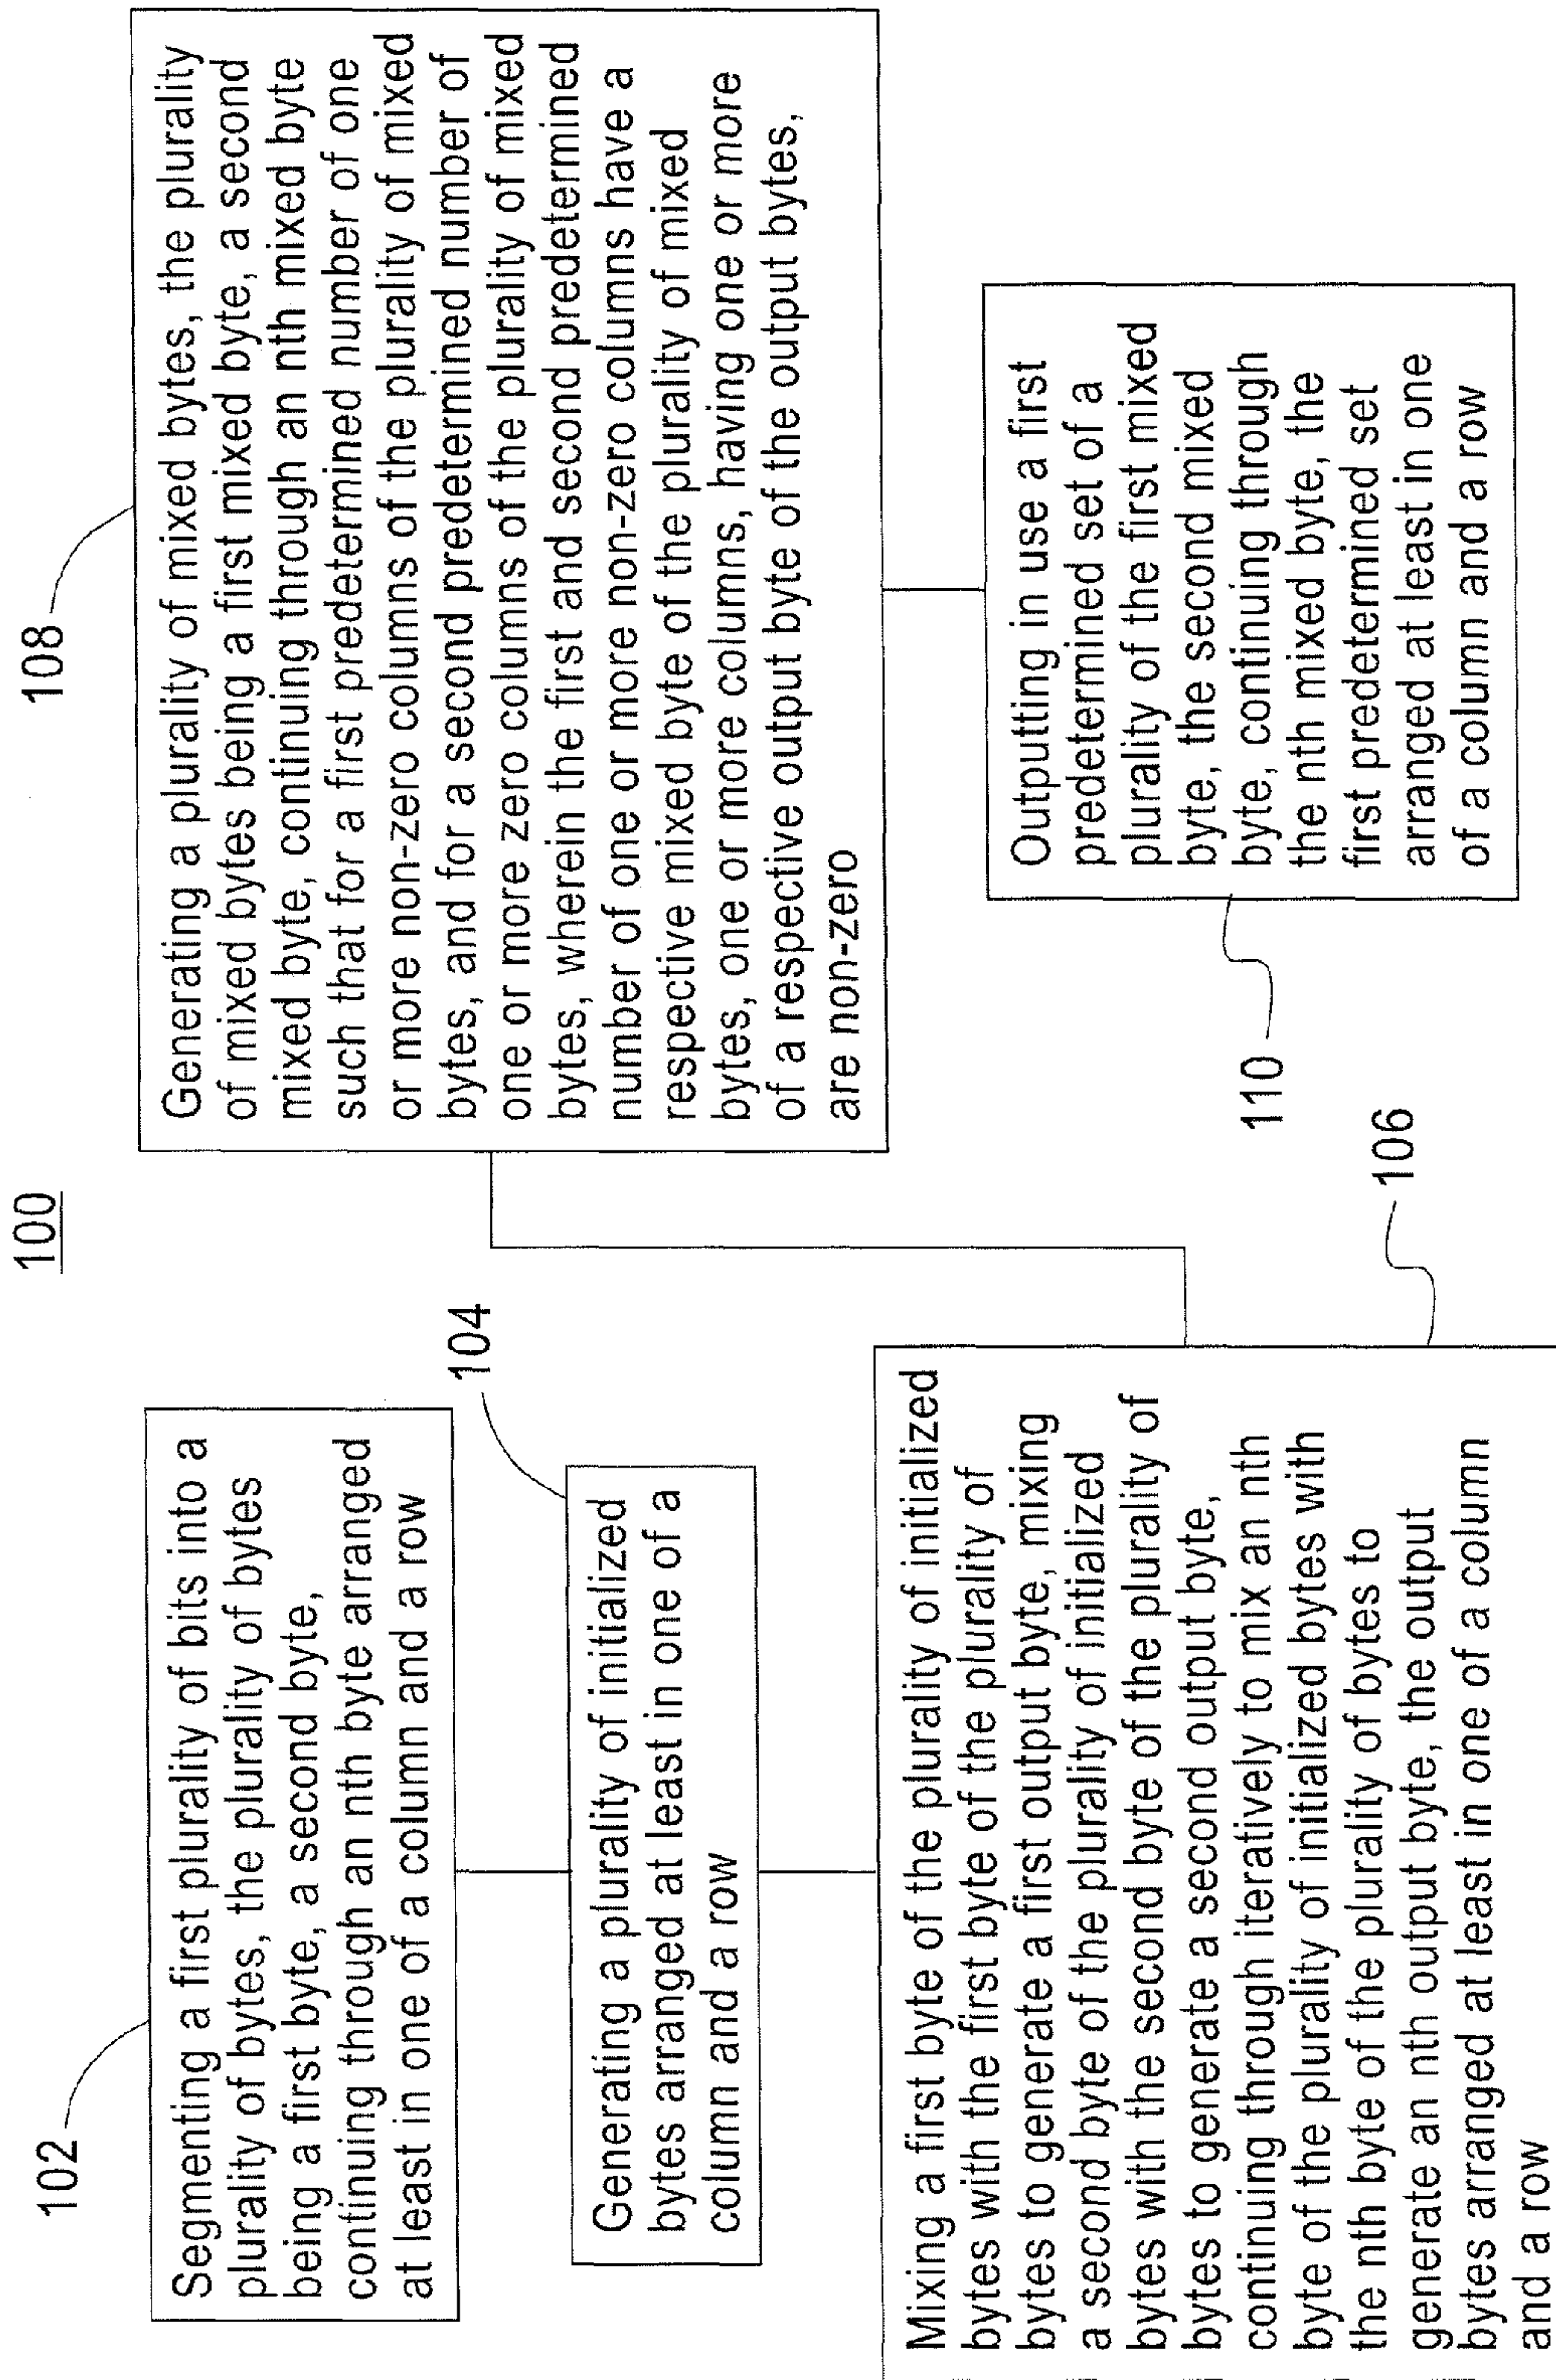 100
102
Segmenting a first plurality of bits into a
plurality of bytes, the plurality of bytes
being a first byte, a second byte,
continuing through an nth byte arranged
at least in one of a column and a row
104
Generating a plurality of initialized
bytes arranged at least in one of a
column and a row
Mixing a first byte of the plurality of initialized
bytes with the first byte of the plurality of
bytes to generate a first output byte, mixing
a second byte of the plurality of initialized
bytes with the second byte of the plurality of
bytes to generate a second output byte,
continuing through iteratively to mix an nth
byte of the plurality of initialized bytes with
the nth byte of the plurality of bytes to
generate an nth output byte, the output
bytes arranged at least in one of a column
and a row
106
108
Generating a plurality of mixed bytes, the plurality
of mixed bytes being a first mixed byte, a second
mixed byte, continuing through an nth mixed byte
such that for a first predetermined number of one
or more non-zero columns of the plurality of mixed
bytes, and for a second predetermined number of
one or more zero columns of the plurality of mixed
bytes, wherein the first and second predetermined
number of one or more non-zero columns have a
respective mixed byte of the plurality of mixed
bytes, one or more columns, having one or more
of a respective output byte of the output bytes,
are non-zero
Outputting in use a first
predetermined set of a
plurality of the first mixed
byte, the second mixed
byte, continuing through
the nth mixed byte, the
first predetermined set
arranged at least in one
of a column and a row
110